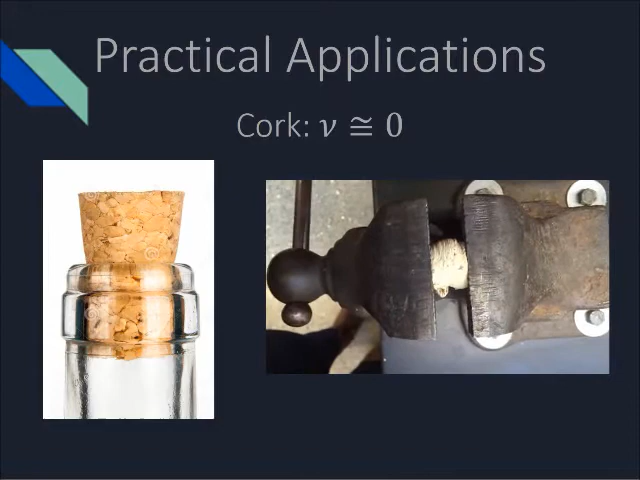 Practical Applications
Cork: ν ≅ 0